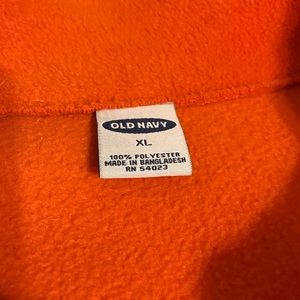 OLD NAVY
XL
100% POLYESTER
MADE IN BANGLADESH
RN 54023